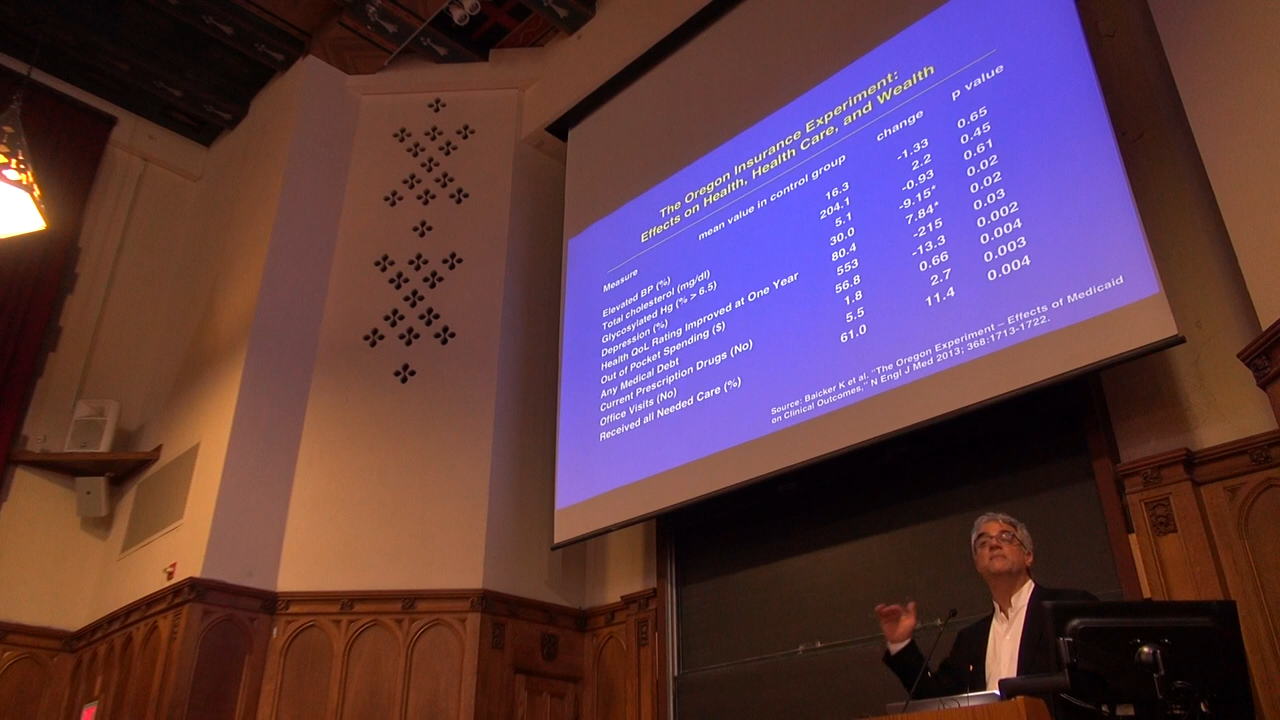 The Oregon Insurance Experiment:
Effects on Health, Health Care, and Wealth
Measure mean value in control group change p value
Elevated BP (%) 16.3 -1.33 0.65
Total cholesterol (mg/dl) 204.1 2.2 0.45
Glycosylated Hg (% > 6.5) 5.1 -0.93 0.61
Depression (%) 30.0 -9.15* 0.02
Health QoL Rating Improved at One Year 80.4 7.84* 0.02
Out of Pocket Spending ($) 553 -215 0.03
Any Medical Debt 56.8 -13.3 0.002
Current Prescription Drugs (No) 1.8 0.66 0.004
Office Visits (No) 5.5 2.7 0.003
Received all Needed Care (%) 61.0 11.4 0.004
Source: Baicker K et al. "The Oregon Experiment – Effects of Medicaid
on Clinical Outcomes," N Engl J Med 2013; 368:1713-1722.